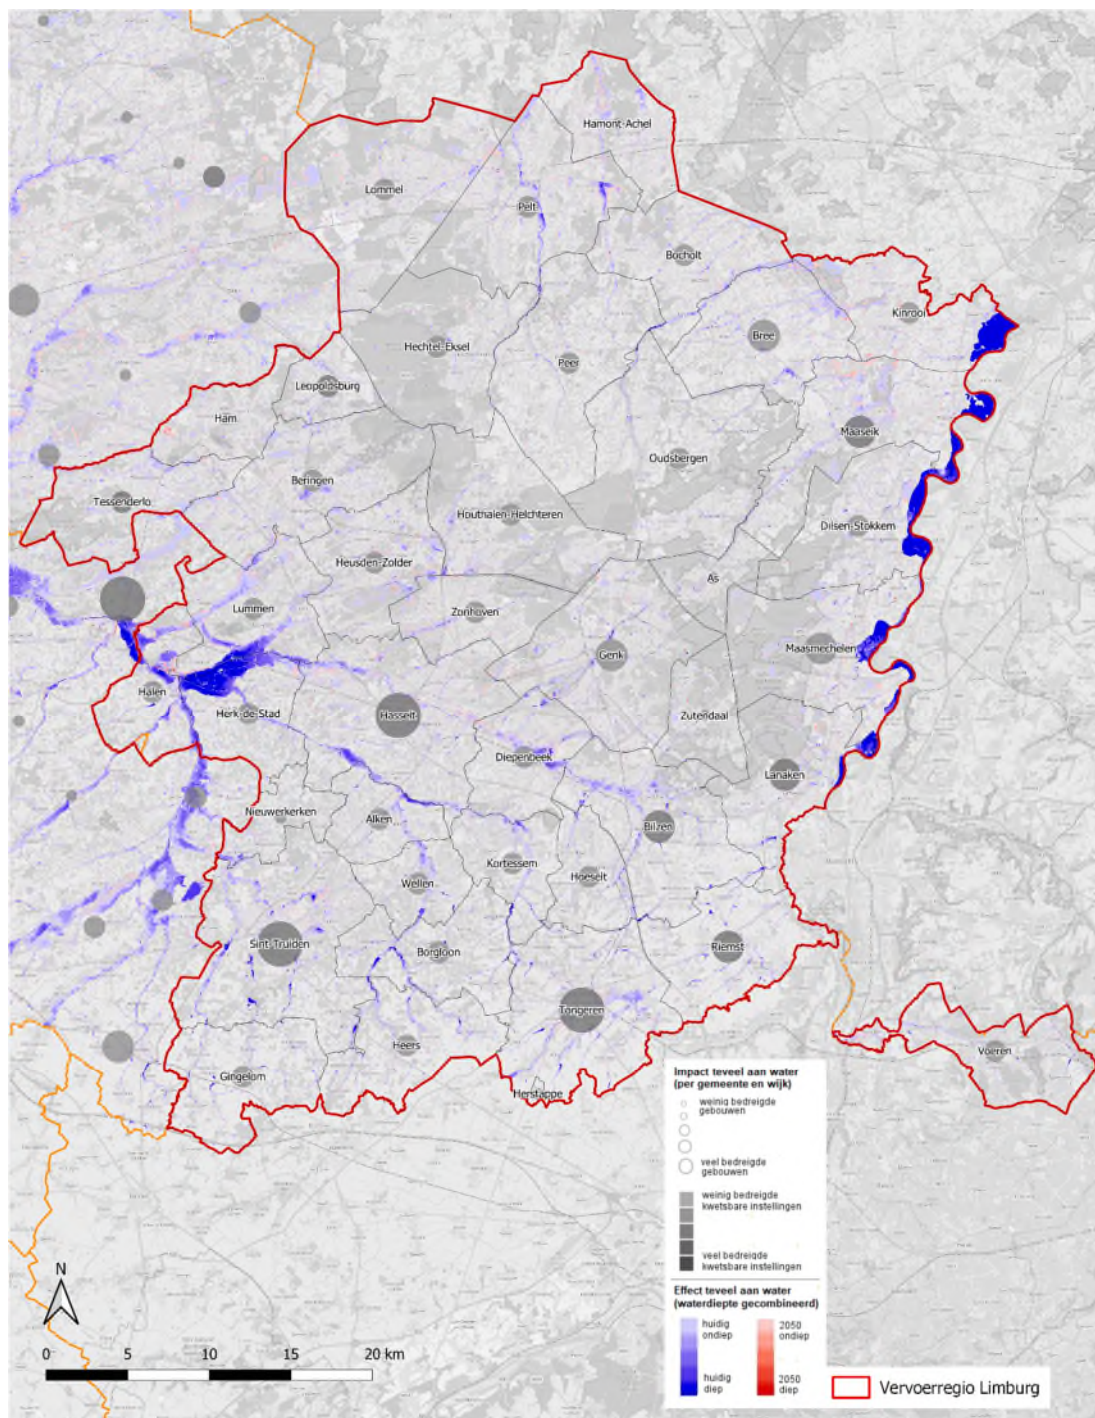 Hamont-Achel
Lommel
Pelt
Bocholt
Kinrooi
Bree
Hechtel-Eksel
Peer
Leopoldsburg
Ham
Maaseik
Oudsbergen
Beringen
Tessenderlo
Houthalen-Helchteren
Dilsen-Stokkem
Heusden-Zolder
As
Lummen
Zonhoven
Genk
Maasmechelen
Halen
Herk-de-Stad
Hasselt
Zutendaal
Diepenbeek
Lanaken
Nieuwerkerken
Alken
Bilzen
Kortessem
Hoeselt
Wellen
Sint-Truiden
Borgloon
Riemst
Tongeren
Heers
Voeren
Gingelom
Herstappe
Impact teveel aan water
(per gemeente en wijk)
weinig bedreigde
gebouwen
veel bedreigde
gebouwen
weinig bedreigde
kwetsbare instellingen
veel bedreigde
kwetsbare instellingen
Effect teveel aan water
(waterdiepte gecombineerd)
huidig
ondiep
2050
ondiep
huidig
diep
2050
diep
Vervoerregio Limburg
N
0 5 10 15 20 km